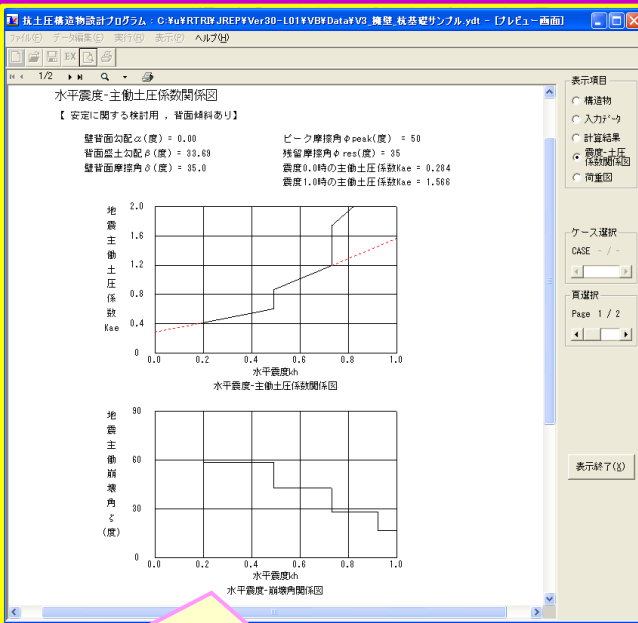 抗土圧構造物設計プログラム : C:¥u¥RTRI¥JREP¥Ver30-L01¥VB¥Data¥V3_擁壁_杭基礎サンプル.ydt - [プレビュー画面]
ファイル(F) データ編集(E) 実行(R) 表示(P) ヘルプ(H)
EX
1/2
水平震度-主働土圧係数関係図
【 安定に関する検討用 , 背面傾斜あり】
壁背面勾配α(度) = 0.00
背面盛土勾配β(度) = 33.69
壁背面摩擦角δ(度) = 35.0
ピーク摩擦角φpeak(度) = 50
残留摩擦角φres(度) = 35
震度0.0時の主働土圧係数Kae = 0.284
震度1.0時の主働土圧係数Kae = 1.566
地震主働土圧係数
Kae
2.0
1.6
1.2
0.8
0.4
0
0.0 0.2 0.4 0.6 0.8 1.0
水平震度kh
水平震度-主働土圧係数関係図
地震主働崩壊角ζ
(度)
90
60
30
0
0.0 0.2 0.4 0.6 0.8 1.0
水平震度kh
水平震度-崩壊角関係図
表示項目
構造物
入力データ
計算結果
震度-土圧
係数関係図
荷重図
ケース選択
CASE - / -
頁選択
Page 1 / 2
表示終了(X)